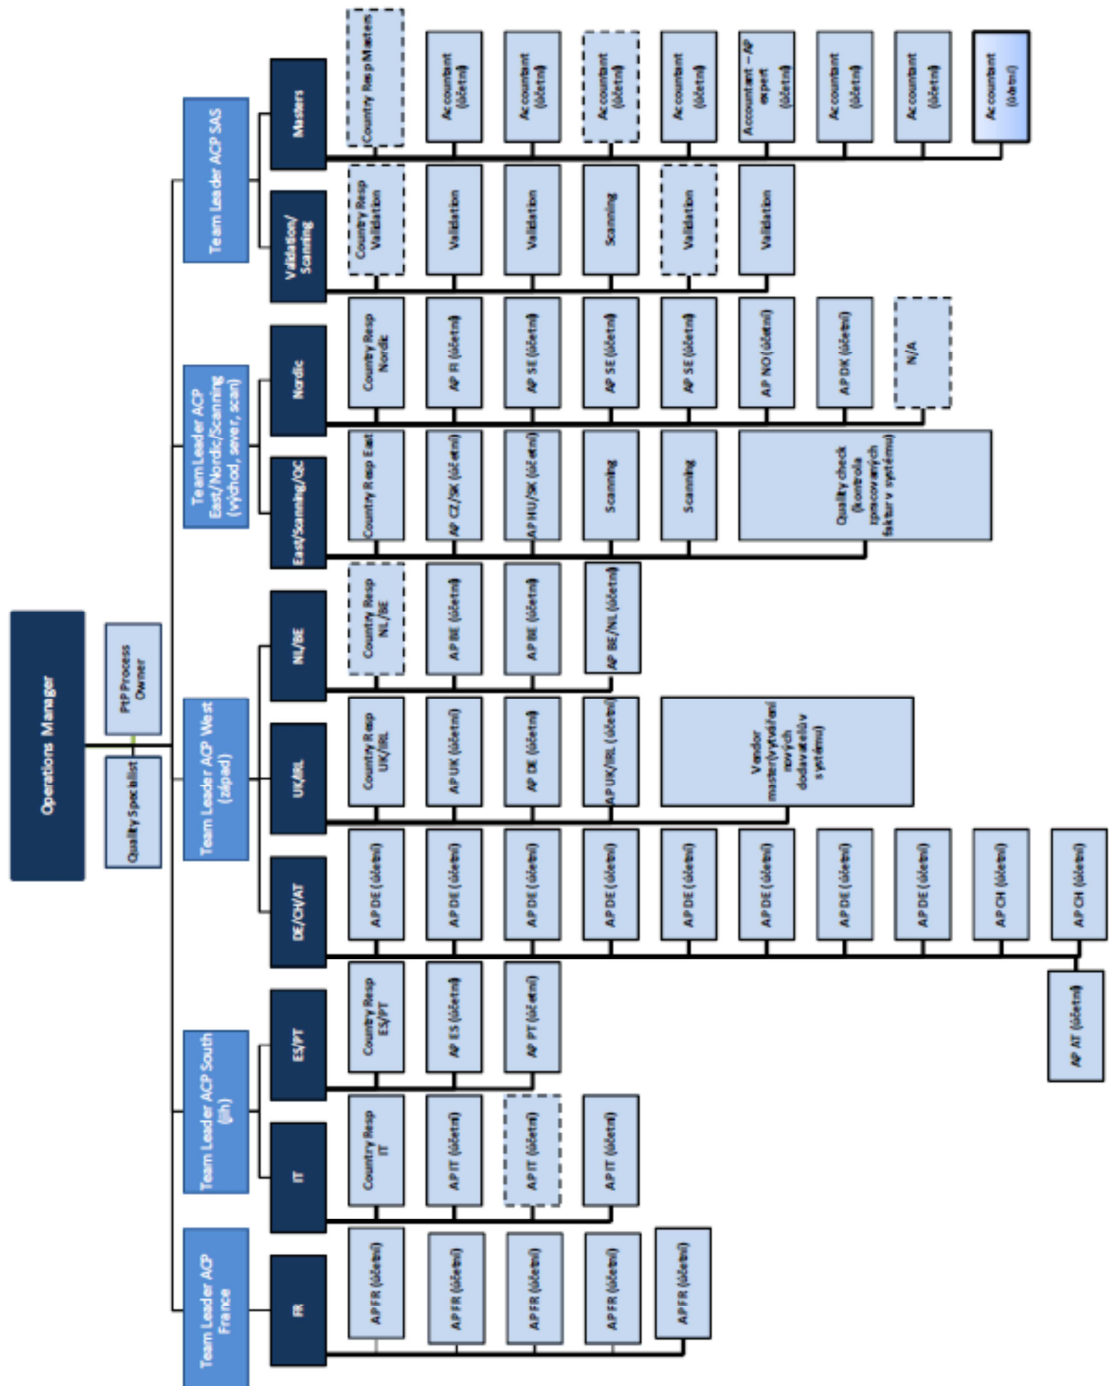 Operations Manager
Quality Specialist
PtP Process
Owner
Team Leader ACP
France
FR
AP FR (účetní)
AP FR (účetní)
AP FR (účetní)
AP FR (účetní)
AP FR (účetní)
Team Leader ACP South
(jih)
IT
Country Resp
IT
AP IT (účetní)
AP IT (účetní)
AP IT (účetní)
ES/PT
Country Resp
ES/PT
AP ES (účetní)
AP PT (účetní)
Team Leader ACP West
(západ)
DE/CH/AT
AP DE (účetní)
AP DE (účetní)
AP DE (účetní)
AP DE (účetní)
AP DE (účetní)
AP DE (účetní)
AP DE (účetní)
AP DE (účetní)
AP CH (účetní)
AP CH (účetní)
AP AT (účetní)
UK/IRL
Country Resp
UK/IRL
AP UK (účetní)
AP DE (účetní)
AP UK/IRL (účetní)
Vendor
master(vytváření
nových
dodavatelův
systému)
NL/BE
Country Resp
NL/BE
AP BE (účetní)
AP BE (účetní)
AP BE/NL (účetní)
Team Leader ACP
East/Nordic/Scanning
(východ, sever, scan)
East/Scanning/QC
Country Resp East
AP CZ/SK (účetní)
AP HU/SK (účetní)
Scanning
Scanning
Quality check
(kontrola
zpracovaných
faktur v systému)
Nordic
Country Resp
Nordic
AP FI (účetní)
AP SE (účetní)
AP SE (účetní)
AP SE (účetní)
AP NO (účetní)
AP DK (účetní)
N/A
Team Leader ACP SAS
Validation/
Scanning
Country Resp
Validation
Validation
Validation
Scanning
Validation
Validation
Masters
Country Resp Masters
Accountant
(účetní)
Accountant
(účetní)
Accountant
(účetní)
Accountant
(účetní)
Accountant – AP
expert
(účetní)
Accountant
(účetní)
Accountant
(účetní)
Accountant
(účetní)